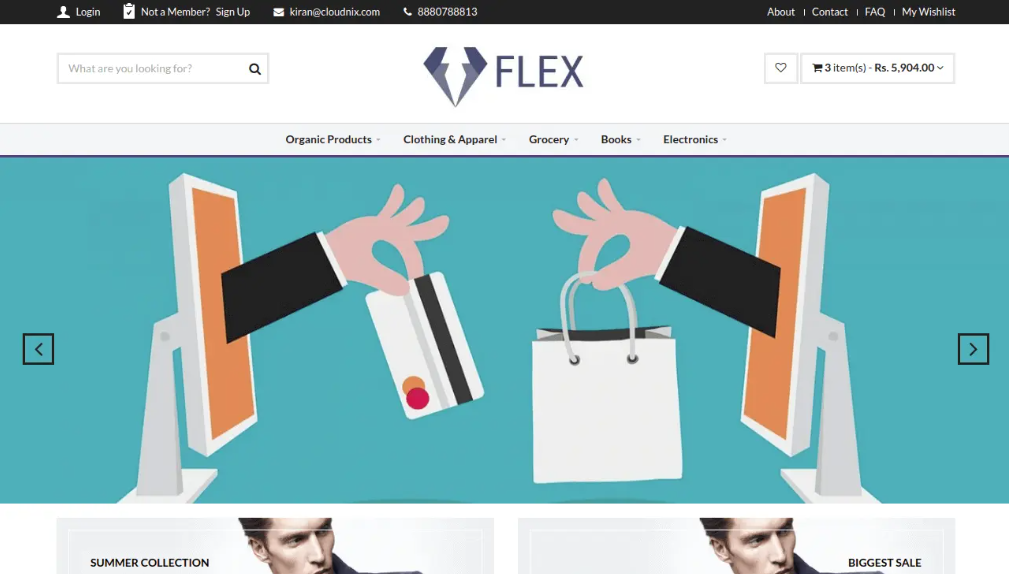 Login Not a Member? Sign Up kiran@cloudnix.com 8880788813 About Contact FAQ My Wishlist
What are you looking for? FLEX 3 item(s) - Rs. 5,904.00
Organic Products Clothing & Apparel Grocery Books Electronics
SUMMER COLLECTION BIGGEST SALE